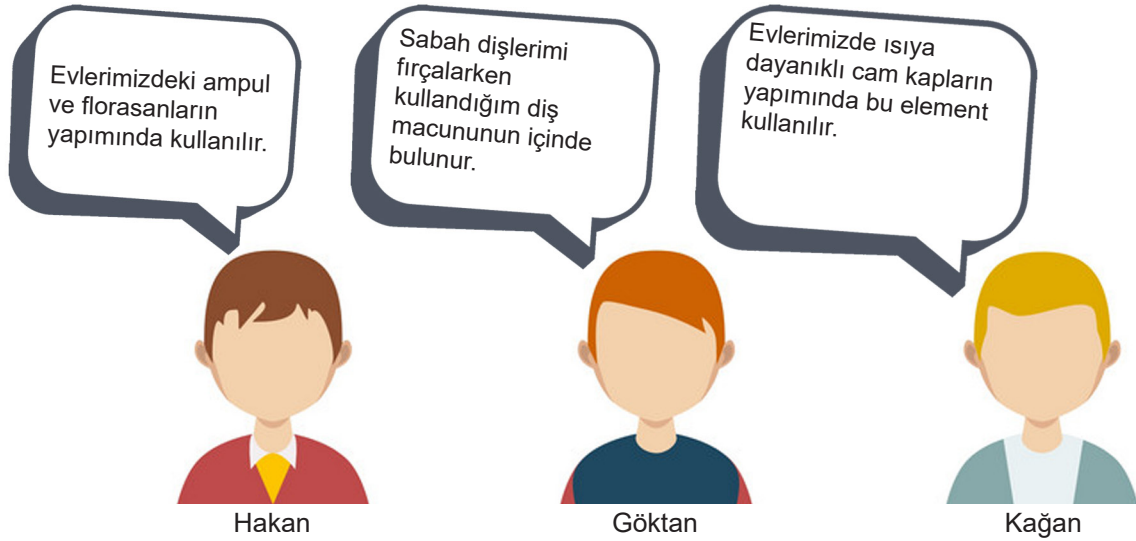 Evlerimizdeki ampul
ve florasanların
yapımında kullanılır.
Sabah dişlerimi
fırçalarken
kullandığım diş
macununun içinde
bulunur.
Evlerimizde ısıya
dayanıklı cam kapların
yapımında bu element
kullanılır.
Hakan
Göktan
Kağan